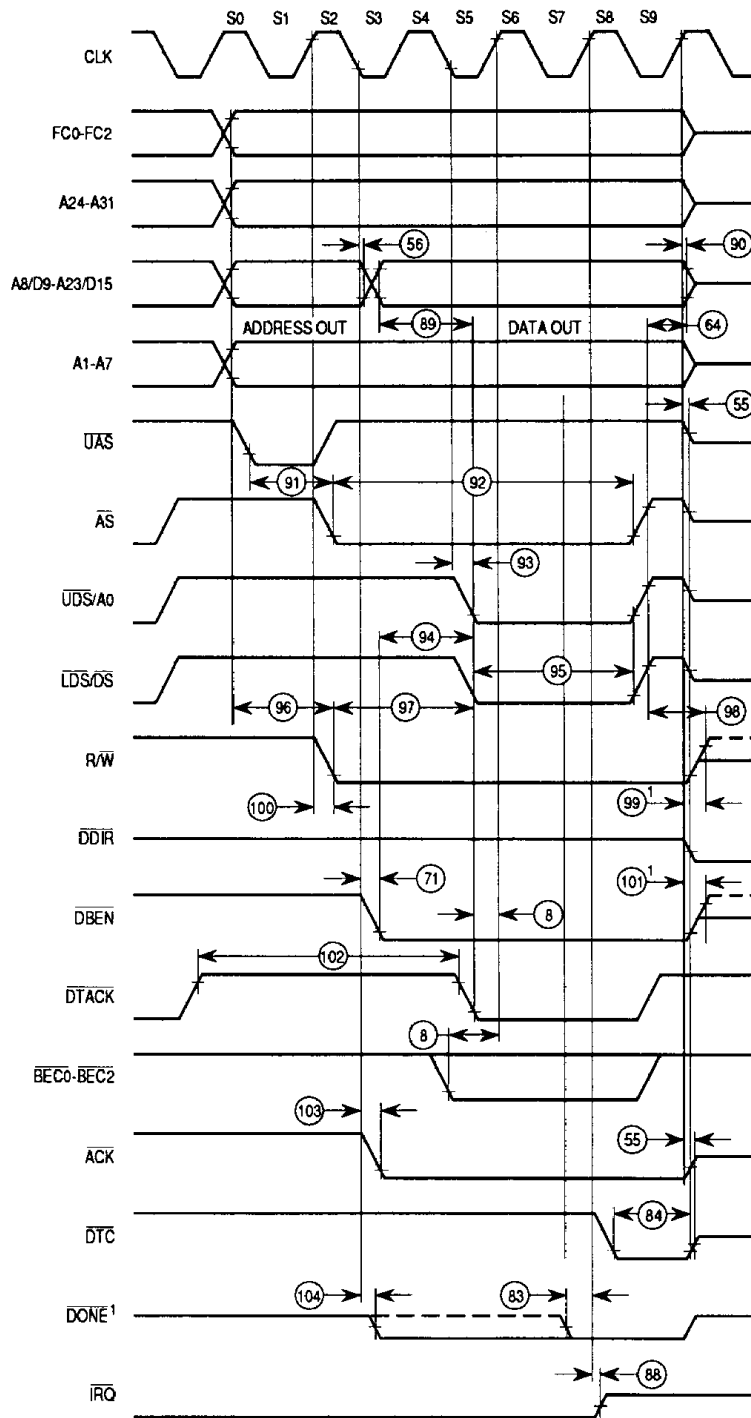 S0 S1 S2 S3 S4 S5 S6 S7 S8 S9
CLK
FC0-FC2
A24-A31
56
90
A8/D9-A23/D15
ADDRESS OUT
89
DATA OUT
64
A1-A7
55
UAS
91
92
AS
93
UDS/A0
94
LDS/DS
95
96
97
98
R/W
100
99 1
DDIR
71
101 1
DBEN
8
102
DTACK
8
BEC0-BEC2
103
55
ACK
84
DTC
104
83
DONE 1
88
IRQ